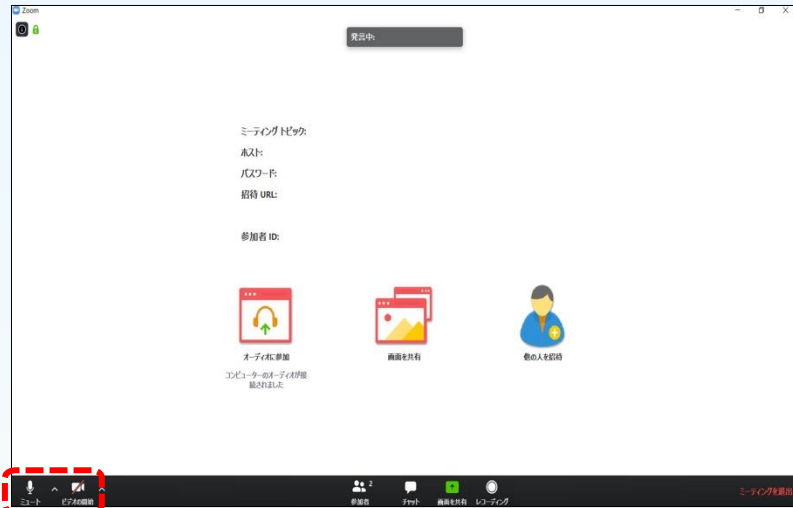 Zoom
発言中:
ミーティング トピック:
ホスト:
パスワード:
招待 URL:
参加者 ID:
オーディオに参加
画面を共有
他の人を招待
コンピューターのオーディオが接
続されました
2
ミュート
ビデオの開始
参加者
チャット
画面を共有
レコーディング
ミーティングを退出